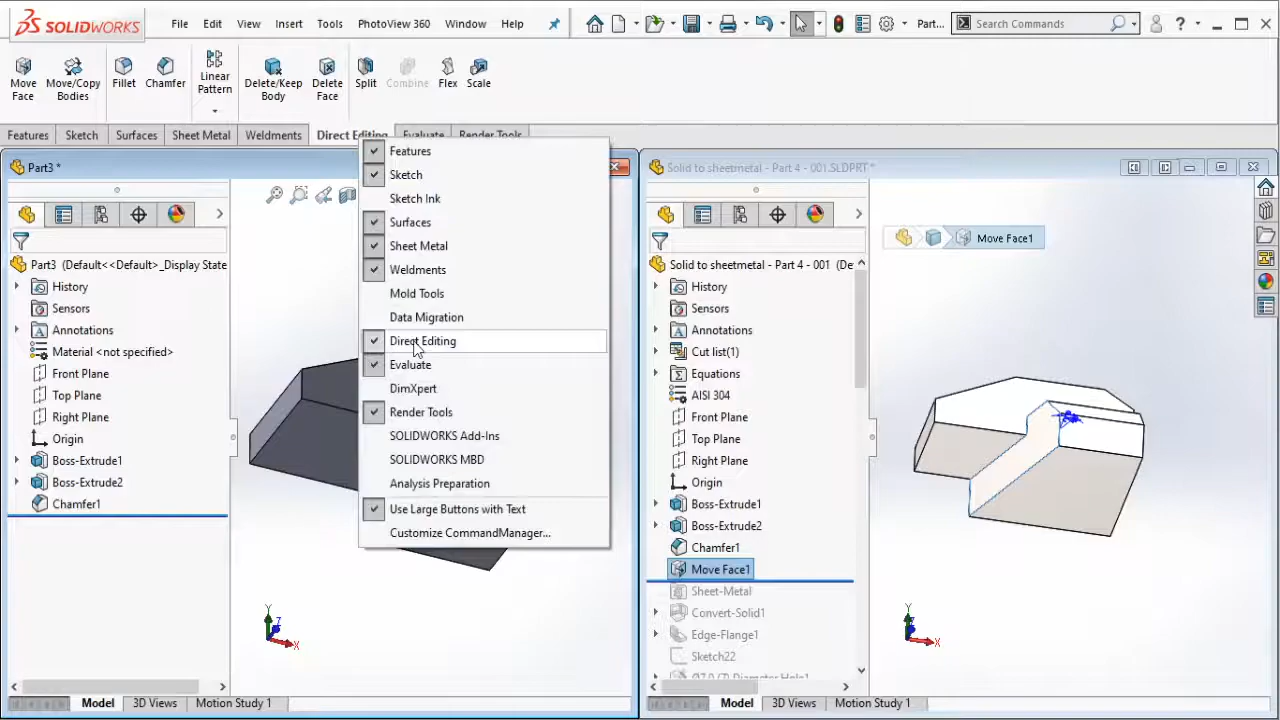 SOLIDWORKS File Edit View Insert Tools PhotoView 360 Window Help Part... Search Commands ?
Move Face Move/Copy Bodies Fillet Chamfer Linear Pattern Delete/Keep Body Delete Face Split Combine Flex Scale
Features Sketch Surfaces Sheet Metal Weldments Direct Editing Evaluate Render Tools
Part3 *
Part3 (Default<<Default>_Display State
History
Sensors
Annotations
Material <not specified>
Front Plane
Top Plane
Right Plane
Origin
Boss-Extrude1
Boss-Extrude2
Chamfer1
Features
Sketch
Sketch Ink
Surfaces
Sheet Metal
Weldments
Mold Tools
Data Migration
Direct Editing
Evaluate
DimXpert
Render Tools
SOLIDWORKS Add-Ins
SOLIDWORKS MBD
Analysis Preparation
Use Large Buttons with Text
Customize CommandManager...
Y
Z
X
Model 3D Views Motion Study 1
Solid to sheetmetal - Part 4 - 001.SLDPRT *
Move Face1
Solid to sheetmetal - Part 4 - 001 (De
History
Sensors
Annotations
Cut list(1)
Equations
AISI 304
Front Plane
Top Plane
Right Plane
Origin
Boss-Extrude1
Boss-Extrude2
Chamfer1
Move Face1
Sheet-Metal
Convert-Solid1
Edge-Flange1
Sketch22
Ø7.0 (7) Diameter Hole1
Y
Z
X
Model 3D Views Motion Study 1